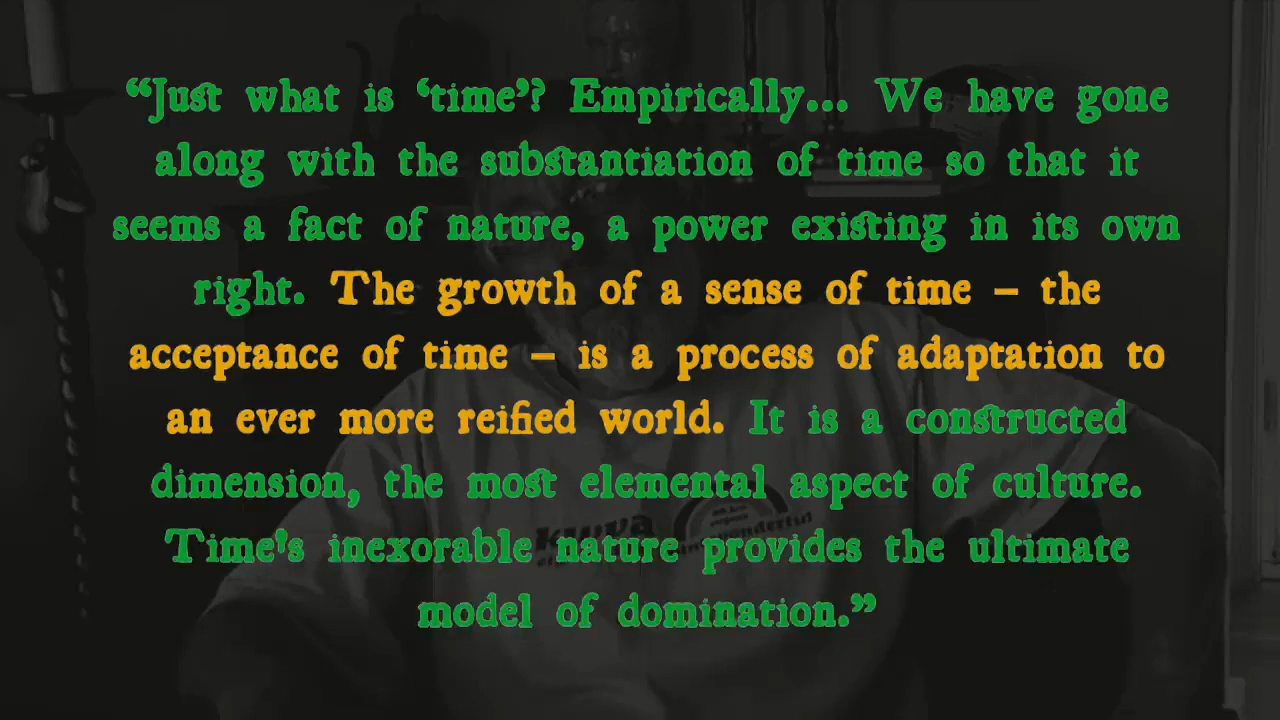 “Just what is ‘time’? Empirically... We have gone
along with the substantiation of time so that it
seems a fact of nature, a power existing in its own
right. The growth of a sense of time – the
acceptance of time – is a process of adaptation to
an ever more reified world. It is a constructed
dimension, the most elemental aspect of culture.
Time's inexorable nature provides the ultimate
model of domination.”